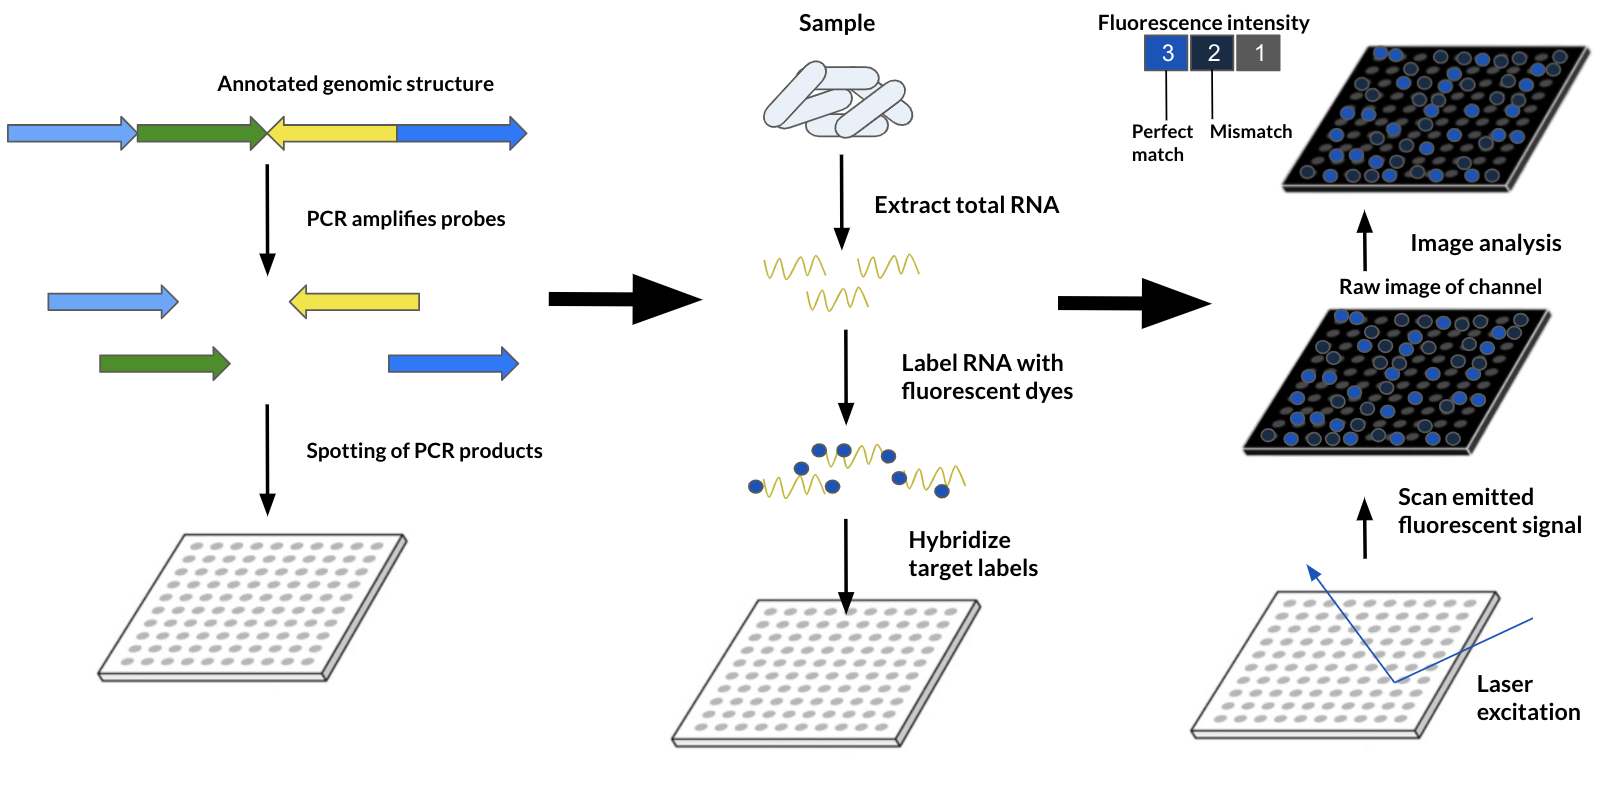 Annotated genomic structure
PCR amplifies probes
Spotting of PCR products
Sample
Extract total RNA
Label RNA with
fluorescent dyes
Hybridize
target labels
Fluorescence intensity
3 2 1
Perfect
match
Mismatch
Image analysis
Raw image of channel
Scan emitted
fluorescent signal
Laser
excitation